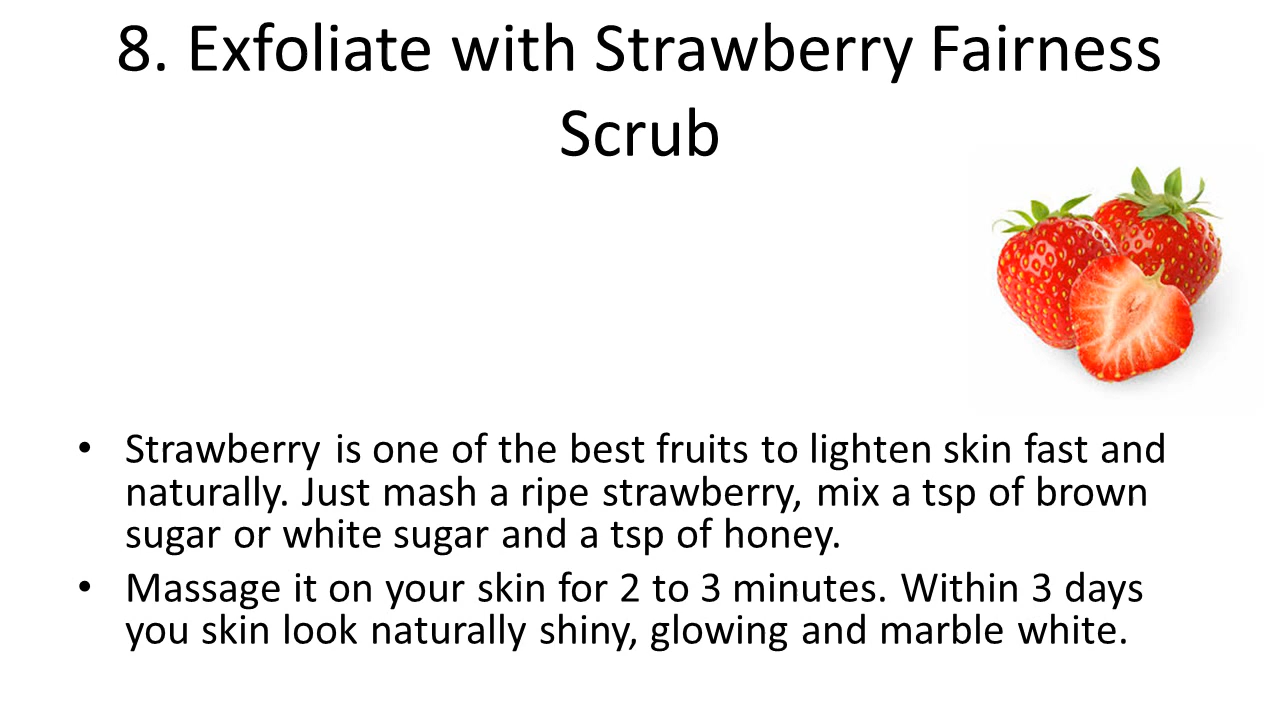 8. Exfoliate with Strawberry Fairness
Scrub
• Strawberry is one of the best fruits to lighten skin fast and
naturally. Just mash a ripe strawberry, mix a tsp of brown
sugar or white sugar and a tsp of honey.
• Massage it on your skin for 2 to 3 minutes. Within 3 days
you skin look naturally shiny, glowing and marble white.